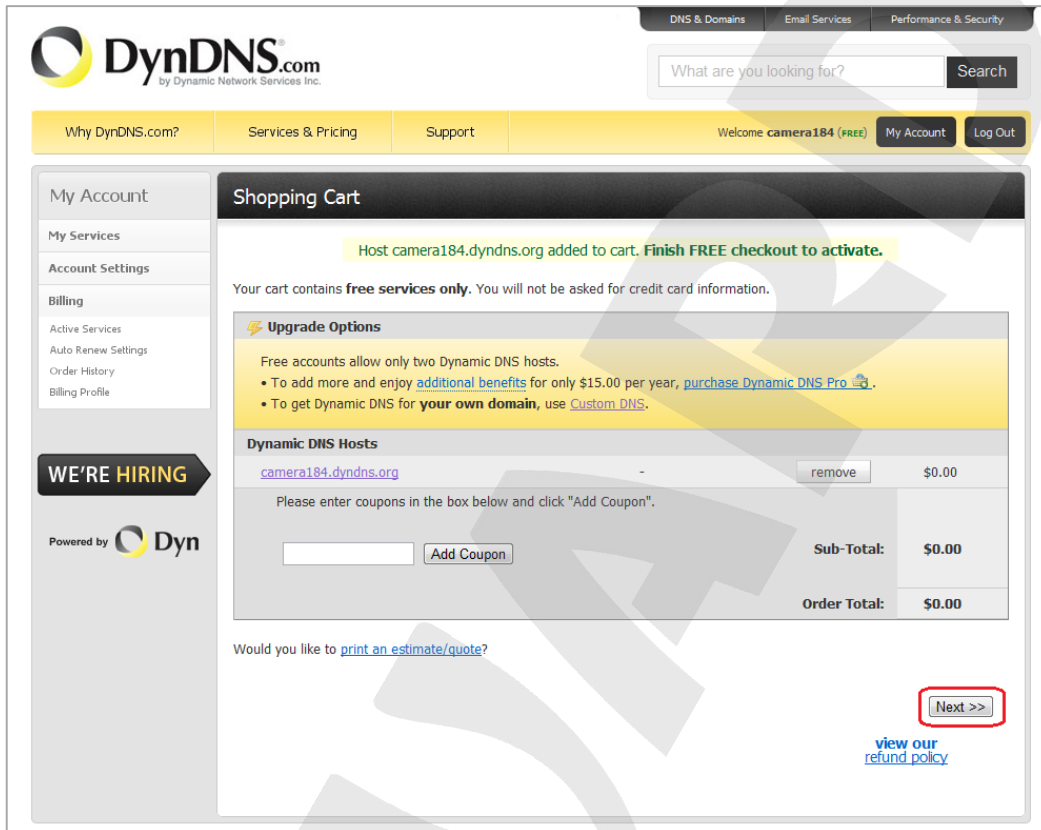 DNS & Domains Email Services Performance & Security
DynDNS.com
by Dynamic Network Services Inc.
What are you looking for? Search
Why DynDNS.com? Services & Pricing Support Welcome camera184 (FREE) My Account Log Out
My Account
My Services
Account Settings
Billing
Active Services
Auto Renew Settings
Order History
Billing Profile
WE'RE HIRING
Powered by Dyn
Shopping Cart
Host camera184.dyndns.org added to cart. Finish FREE checkout to activate.
Your cart contains free services only. You will not be asked for credit card information.
Upgrade Options
Free accounts allow only two Dynamic DNS hosts.
• To add more and enjoy additional benefits for only $15.00 per year, purchase Dynamic DNS Pro .
• To get Dynamic DNS for your own domain, use Custom DNS.
Dynamic DNS Hosts
camera184.dyndns.org - remove $0.00
Please enter coupons in the box below and click "Add Coupon".
Add Coupon Sub-Total: $0.00
Order Total: $0.00
Would you like to print an estimate/quote?
Next >>
view our
refund policy